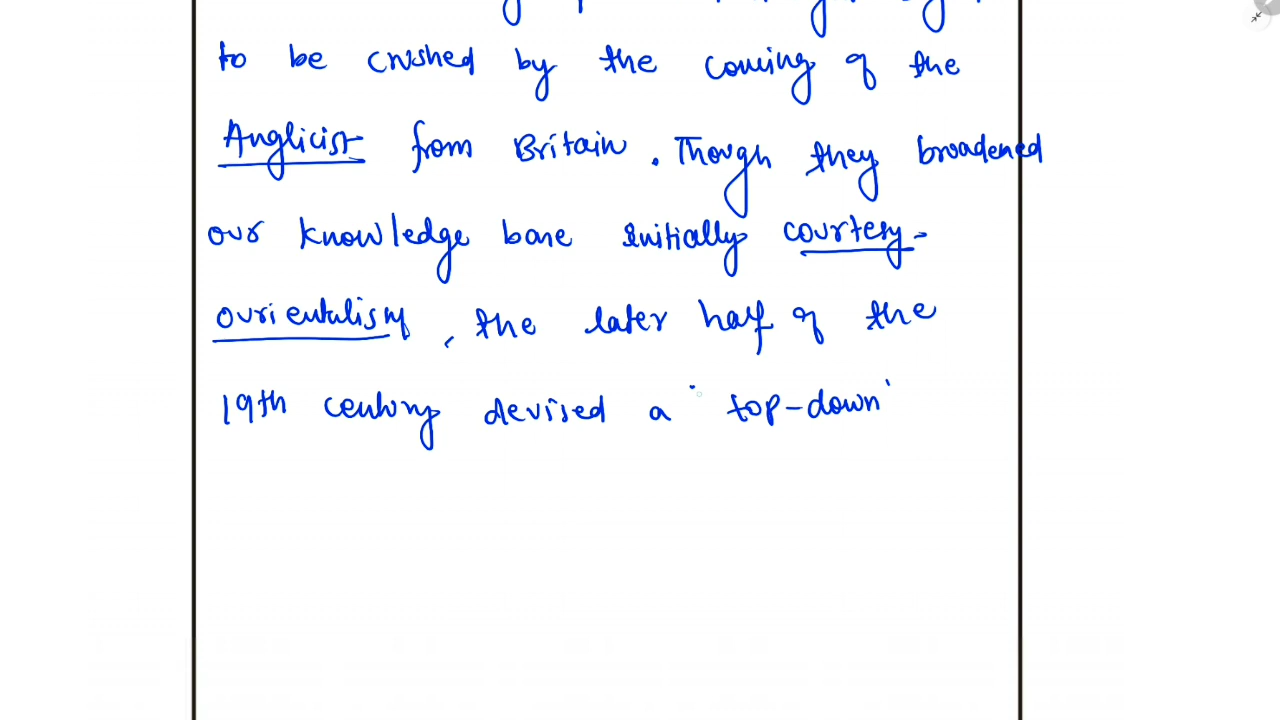 to be crushed by the coming of the
Anglicist from Britain. Though they broadened
our knowledge base initially courtesy-
ourientalism, the later half of the
19th century devised a 'top-down'